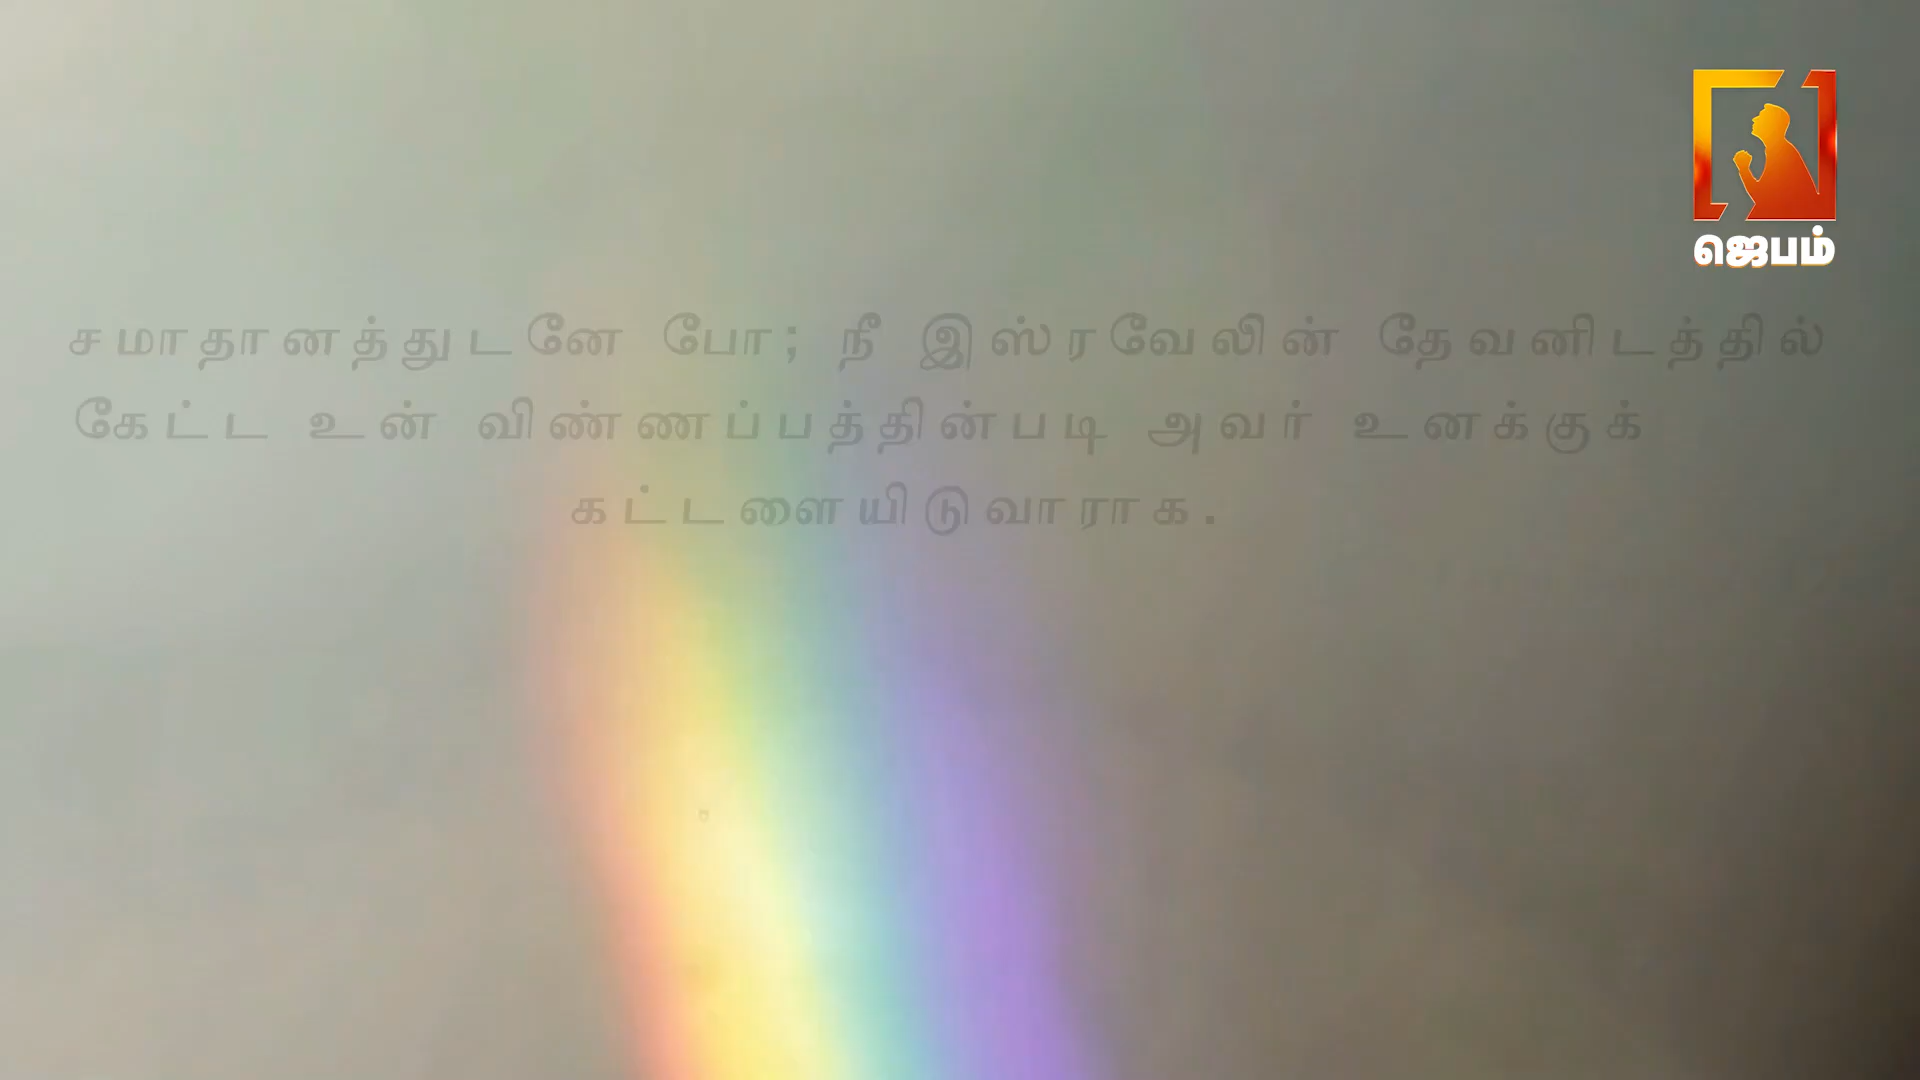 ஜெபம்
சமாதானத்துடனே போ; நீ இஸ்ரவேலின் தேவனிடத்தில்
கேட்ட உன் விண்ணப்பத்தின்படி அவர் உனக்குக்
கட்டளையிடுவாராக.